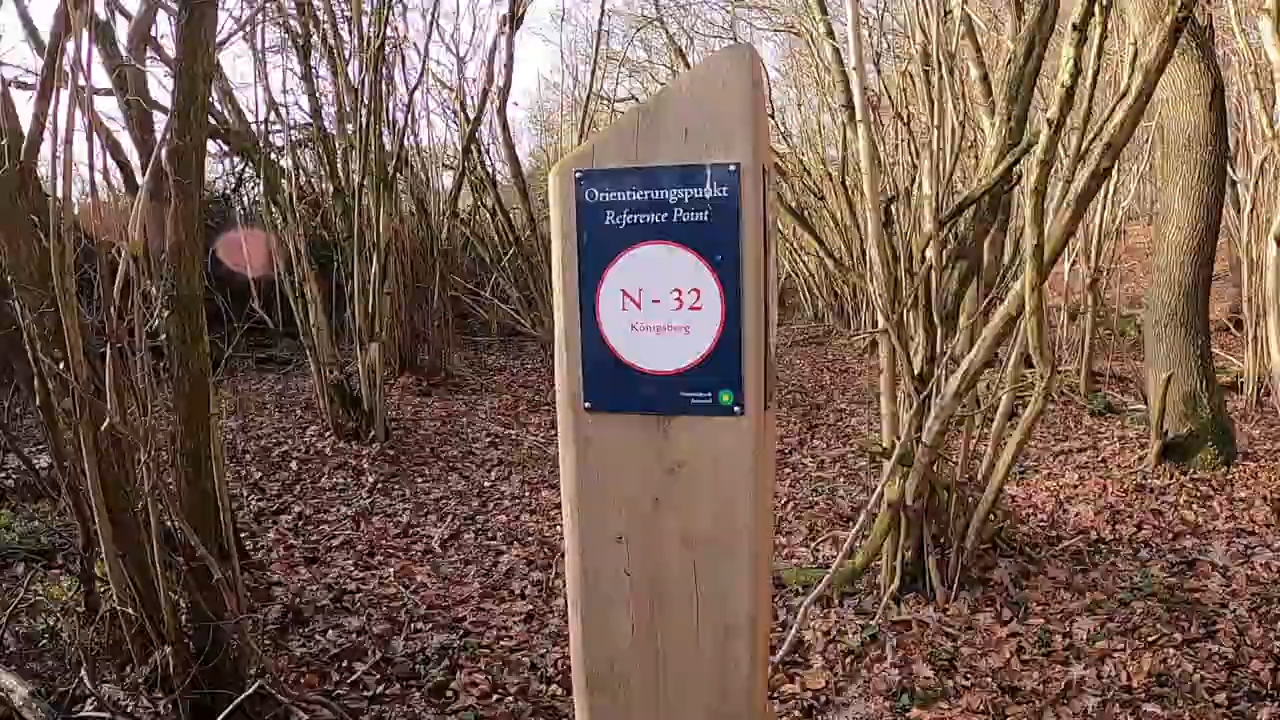 Orientierungspunkt
Reference Point
N - 32
Königsberg